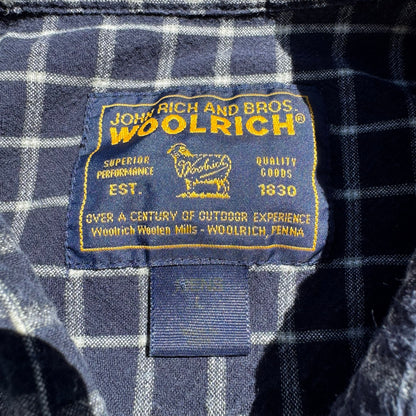 JOHN RICH AND BROS.
WOOLRICH®
SUPERIOR PERFORMANCE
Woolrich
QUALITY GOODS
EST. 1830
OVER A CENTURY OF OUTDOOR EXPERIENCE
Woolrich Woolen Mills - WOOLRICH, PENNA